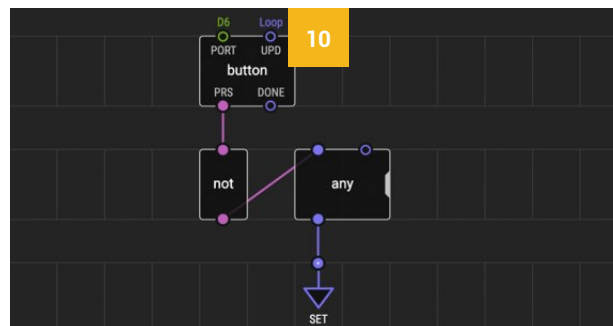 D6 Loop
10
PORT UPD
button
PRS DONE
not any
SET